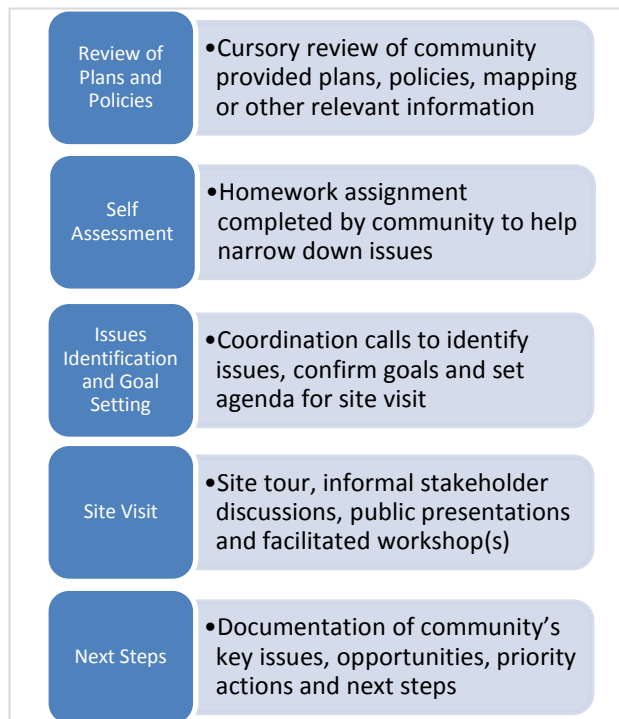 Review of
Plans and
Policies
•Cursory review of community
provided plans, policies, mapping
or other relevant information
Self
Assessment
•Homework assignment
completed by community to help
narrow down issues
Issues
Identification
and Goal
Setting
•Coordination calls to identify
issues, confirm goals and set
agenda for site visit
Site Visit
•Site tour, informal stakeholder
discussions, public presentations
and facilitated workshop(s)
Next Steps
•Documentation of community’s
key issues, opportunities, priority
actions and next steps